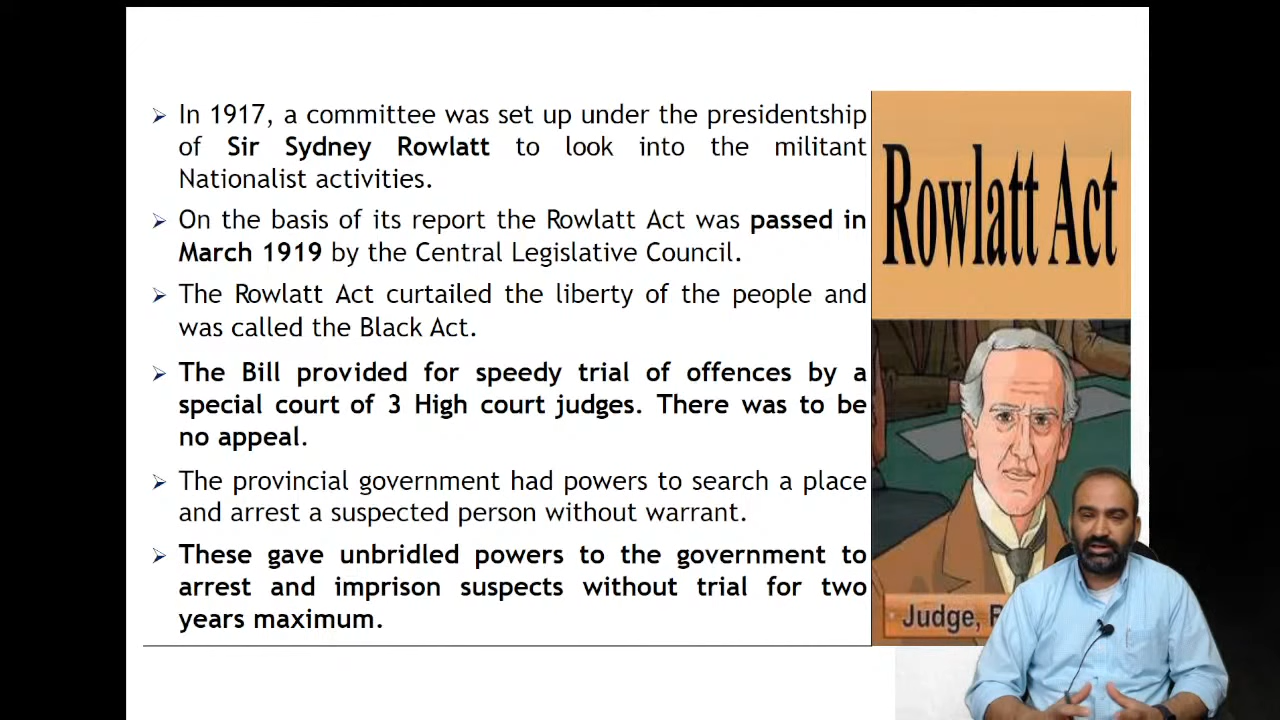 In 1917, a committee was set up under the presidentship
of Sir Sydney Rowlatt to look into the militant
Nationalist activities.
On the basis of its report the Rowlatt Act was passed in
March 1919 by the Central Legislative Council.
The Rowlatt Act curtailed the liberty of the people and
was called the Black Act.
The Bill provided for speedy trial of offences by a
special court of 3 High court judges. There was to be
no appeal.
The provincial government had powers to search a place
and arrest a suspected person without warrant.
These gave unbridled powers to the government to
arrest and imprison suspects without trial for two
years maximum.
Rowlatt Act
Judge,